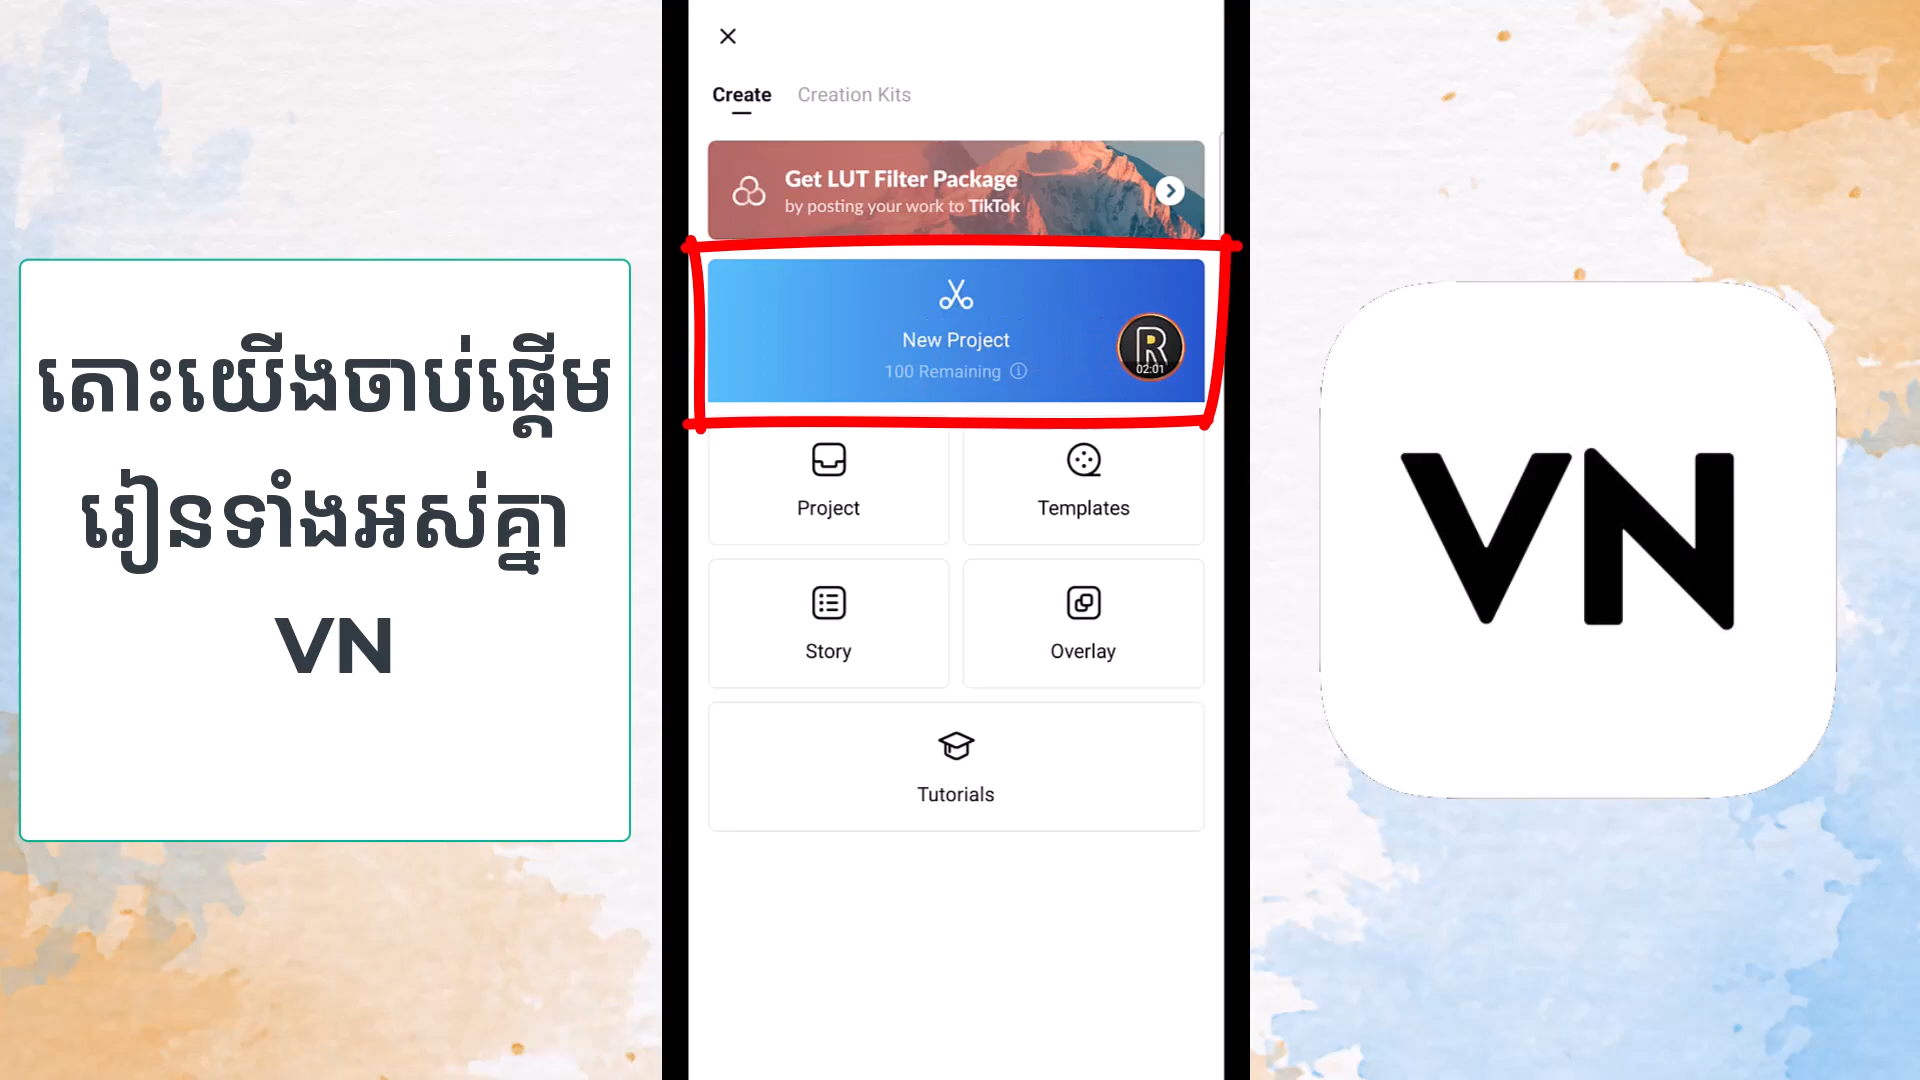 តោះយើងចាប់ផ្ដើម
រៀនទាំងអស់គ្នា
VN
Create
Creation Kits
Get LUT Filter Package
by posting your work to TikTok
New Project
100 Remaining
R
02:01
Project
Templates
Story
Overlay
Tutorials
VN